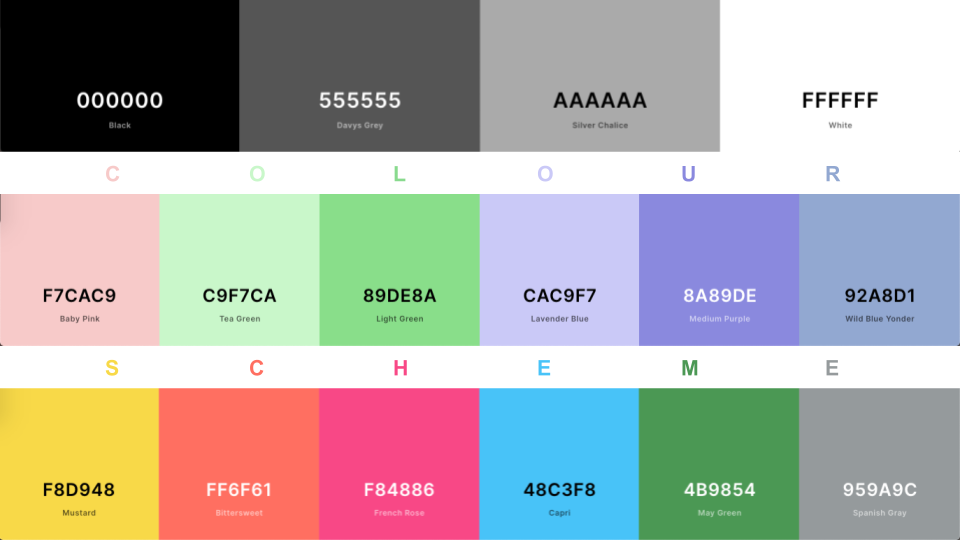 000000 555555 AAAAAA FFFFFF
Black Davys Grey Silver Chalice White
C O L O U R
F7CAC9 C9F7CA 89DE8A CAC9F7 8A89DE 92A8D1
Baby Pink Tea Green Light Green Lavender Blue Medium Purple Wild Blue Yonder
S C H E M E
F8D948 FF6F61 F84886 48C3F8 4B9854 959A9C
Mustard Bittersweet French Rose Capri May Green Spanish Gray